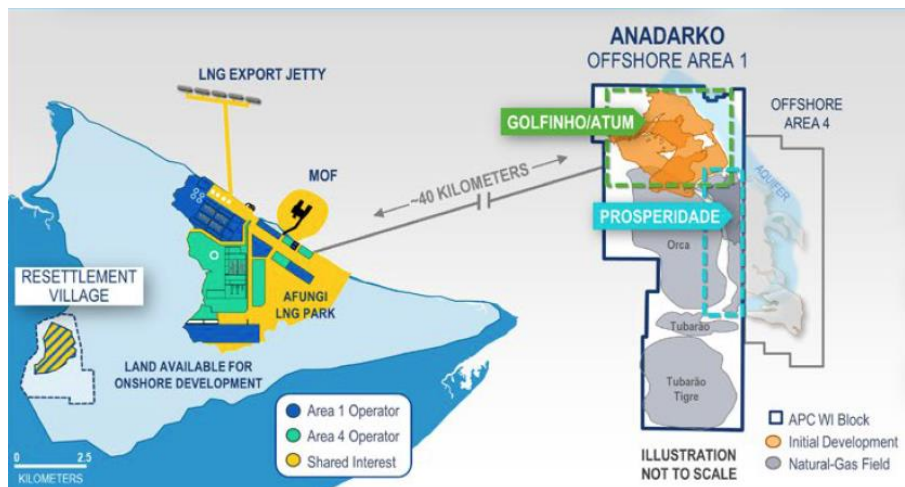 ANADARKO
OFFSHORE AREA 1
LNG EXPORT JETTY
GOLFINHO/ATUM
OFFSHORE
AREA 4
MOF
~40 KILOMETERS
AQUIFER
PROSPERIDADE
Orca
RESETTLEMENT
VILLAGE
AFUNGI
LNG PARK
Tubarão
LAND AVAILABLE FOR
ONSHORE DEVELOPMENT
Tubarão
Tigre
Area 1 Operator
Area 4 Operator
Shared Interest
0 2.5
KILOMETERS
ILLUSTRATION
NOT TO SCALE
APC WI Block
Initial Development
Natural-Gas Field